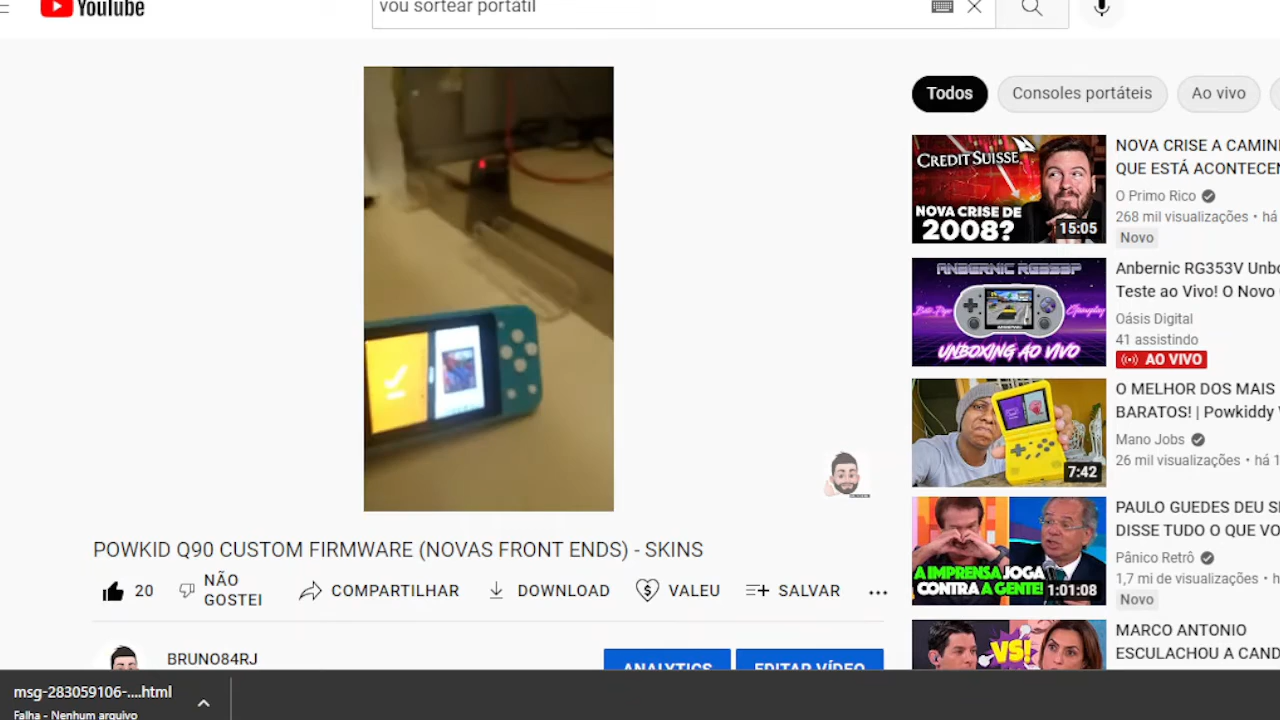 YouTube
vou sortear portátil
Todos
Consoles portáteis
Ao vivo
CREDIT SUISSE
NOVA CRISE DE
2008?
15:05
NOVA CRISE A CAMIN
QUE ESTÁ ACONTECEN
O Primo Rico
268 mil visualizações • há
Novo
ANBERNIC RG353P
UNBOXING AO VIVO
Anbernic RG353V Unbo
Teste ao Vivo! O Novo
Oásis Digital
41 assistindo
AO VIVO
7:42
O MELHOR DOS MAIS
BARATOS! | Powkiddy V
Mano Jobs
26 mil visualizações • há 1
A IMPRENSA JOGA
CONTRA A GENTE!
1:01:08
PAULO GUEDES DEU S
DISSE TUDO O QUE VO
Pânico Retrô
1,7 mi de visualizações • h
Novo
VS!
MARCO ANTONIO
ESCULACHOU A CAND
POWKID Q90 CUSTOM FIRMWARE (NOVAS FRONT ENDS) - SKINS
20
NÃO
GOSTEI
COMPARTILHAR
DOWNLOAD
VALEU
SALVAR
BRUNO84RJ
ANALYTICS
EDITAR VÍDEO
msg-283059106-....html
Falha - Nenhum arquivo